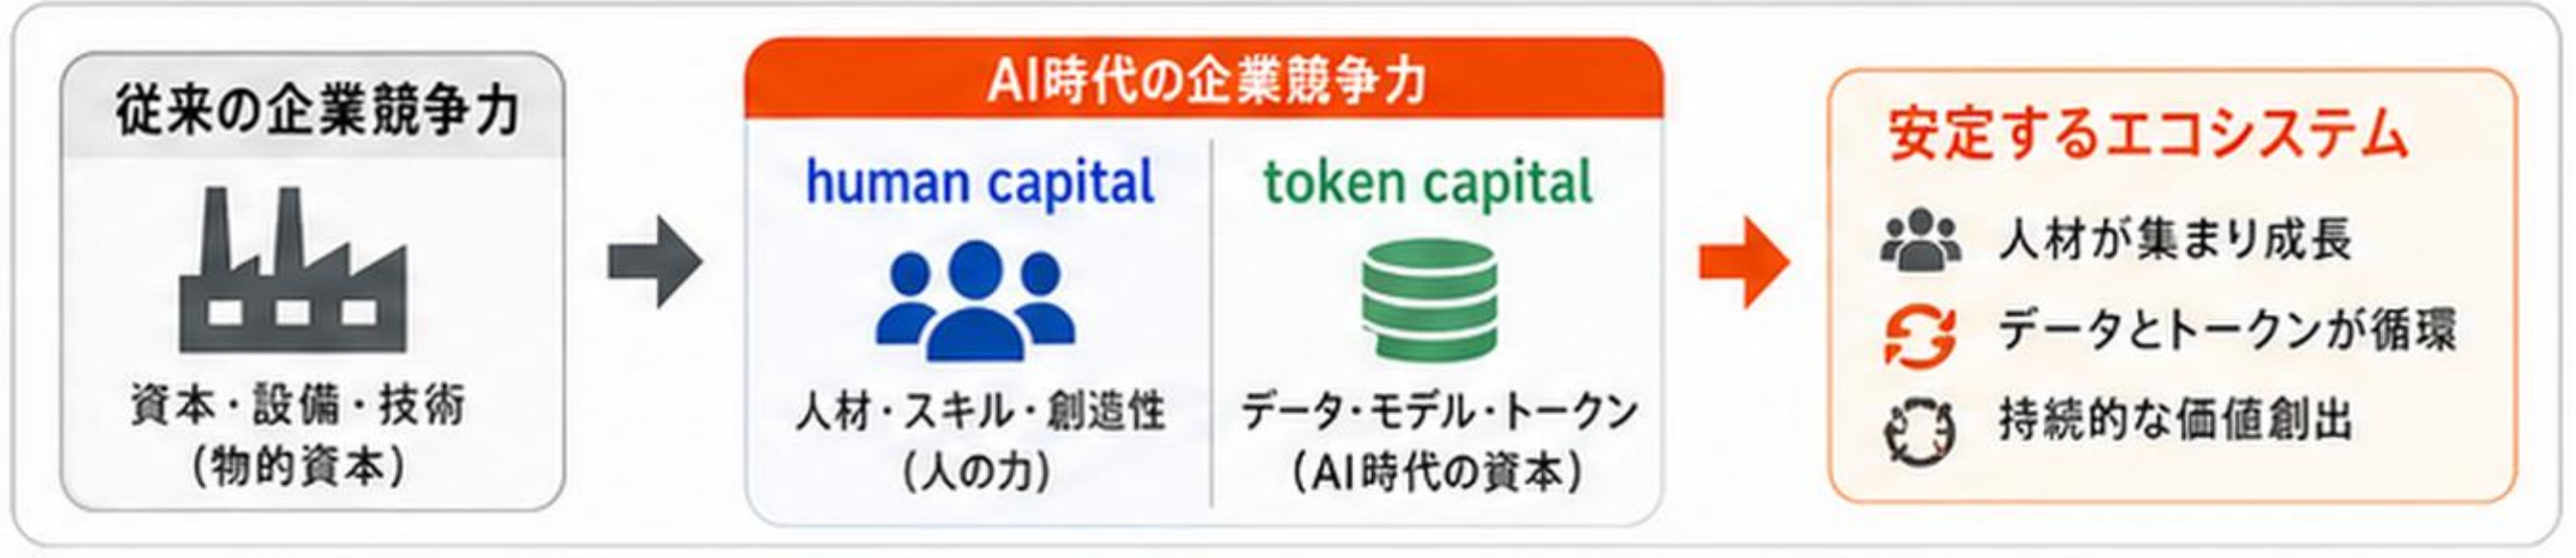 従来の企業競争力
資本・設備・技術
(物的資本)
AI時代の企業競争力
human capital
人材・スキル・創造性
(人の力)
token capital
データ・モデル・トークン
(AI時代の資本)
安定するエコシステム
人材が集まり成長
データとトークンが循環
持続的な価値創出